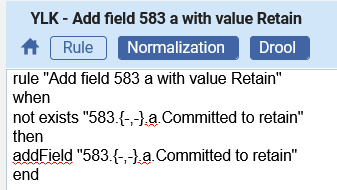 YLK - Add field 583 a with value Retain
Rule Normalization Drool
rule "Add field 583 a with value Retain"
when
not exists "583.{-,-}.a.Committed to retain"
then
addField "583.{-,-}.a.Committed to retain"
end